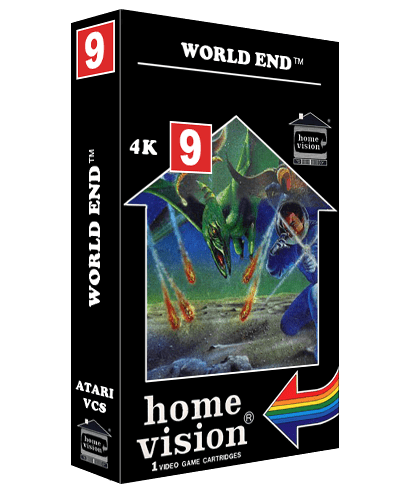 9
WORLD END™
ATARI
VCS
home
vision
WORLD END™
4K
9
home
vision
home
vision®
1 VIDEO GAME CARTRIDGES